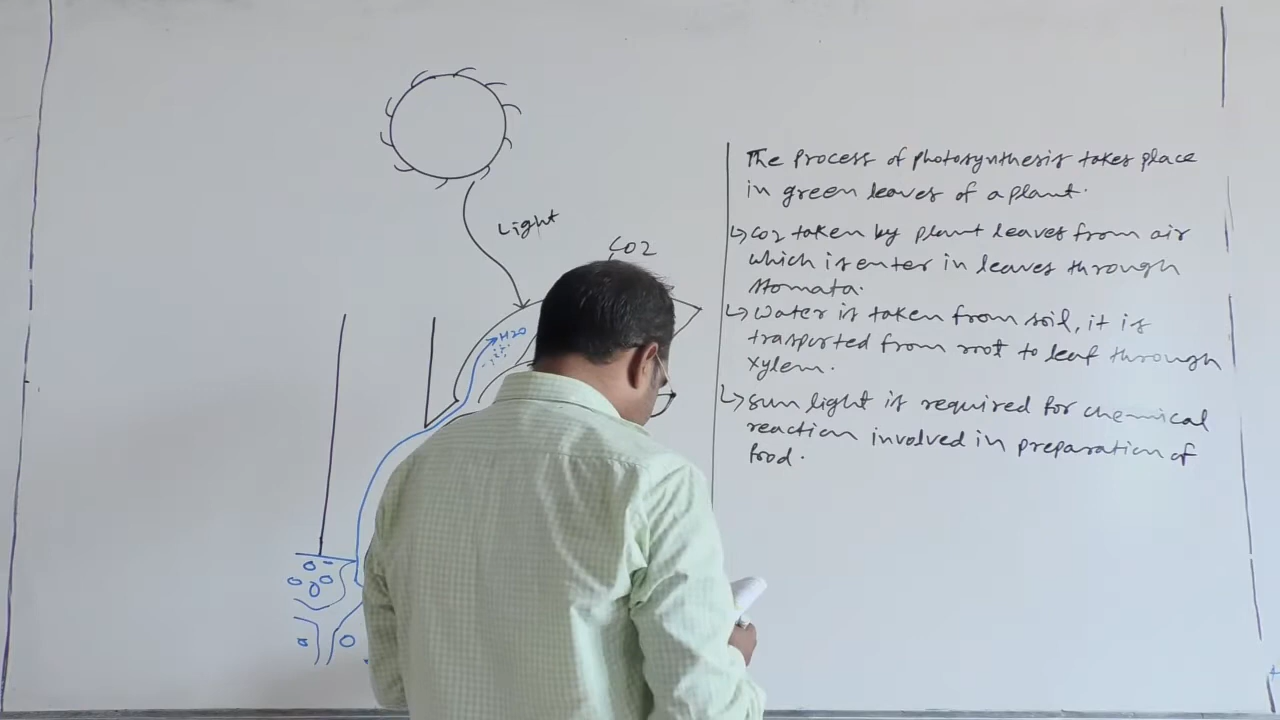 Light
CO2
H2O
The process of photosynthesis takes place
in green leaves of a plant.
↳ CO2 taken by plant leaves from air
which is enter in leaves through
stomata.
↳ Water is taken from soil, it is
trasported from root to leaf through
xylem.
↳ sun light is required for chemical
reaction involved in preparation of
food.